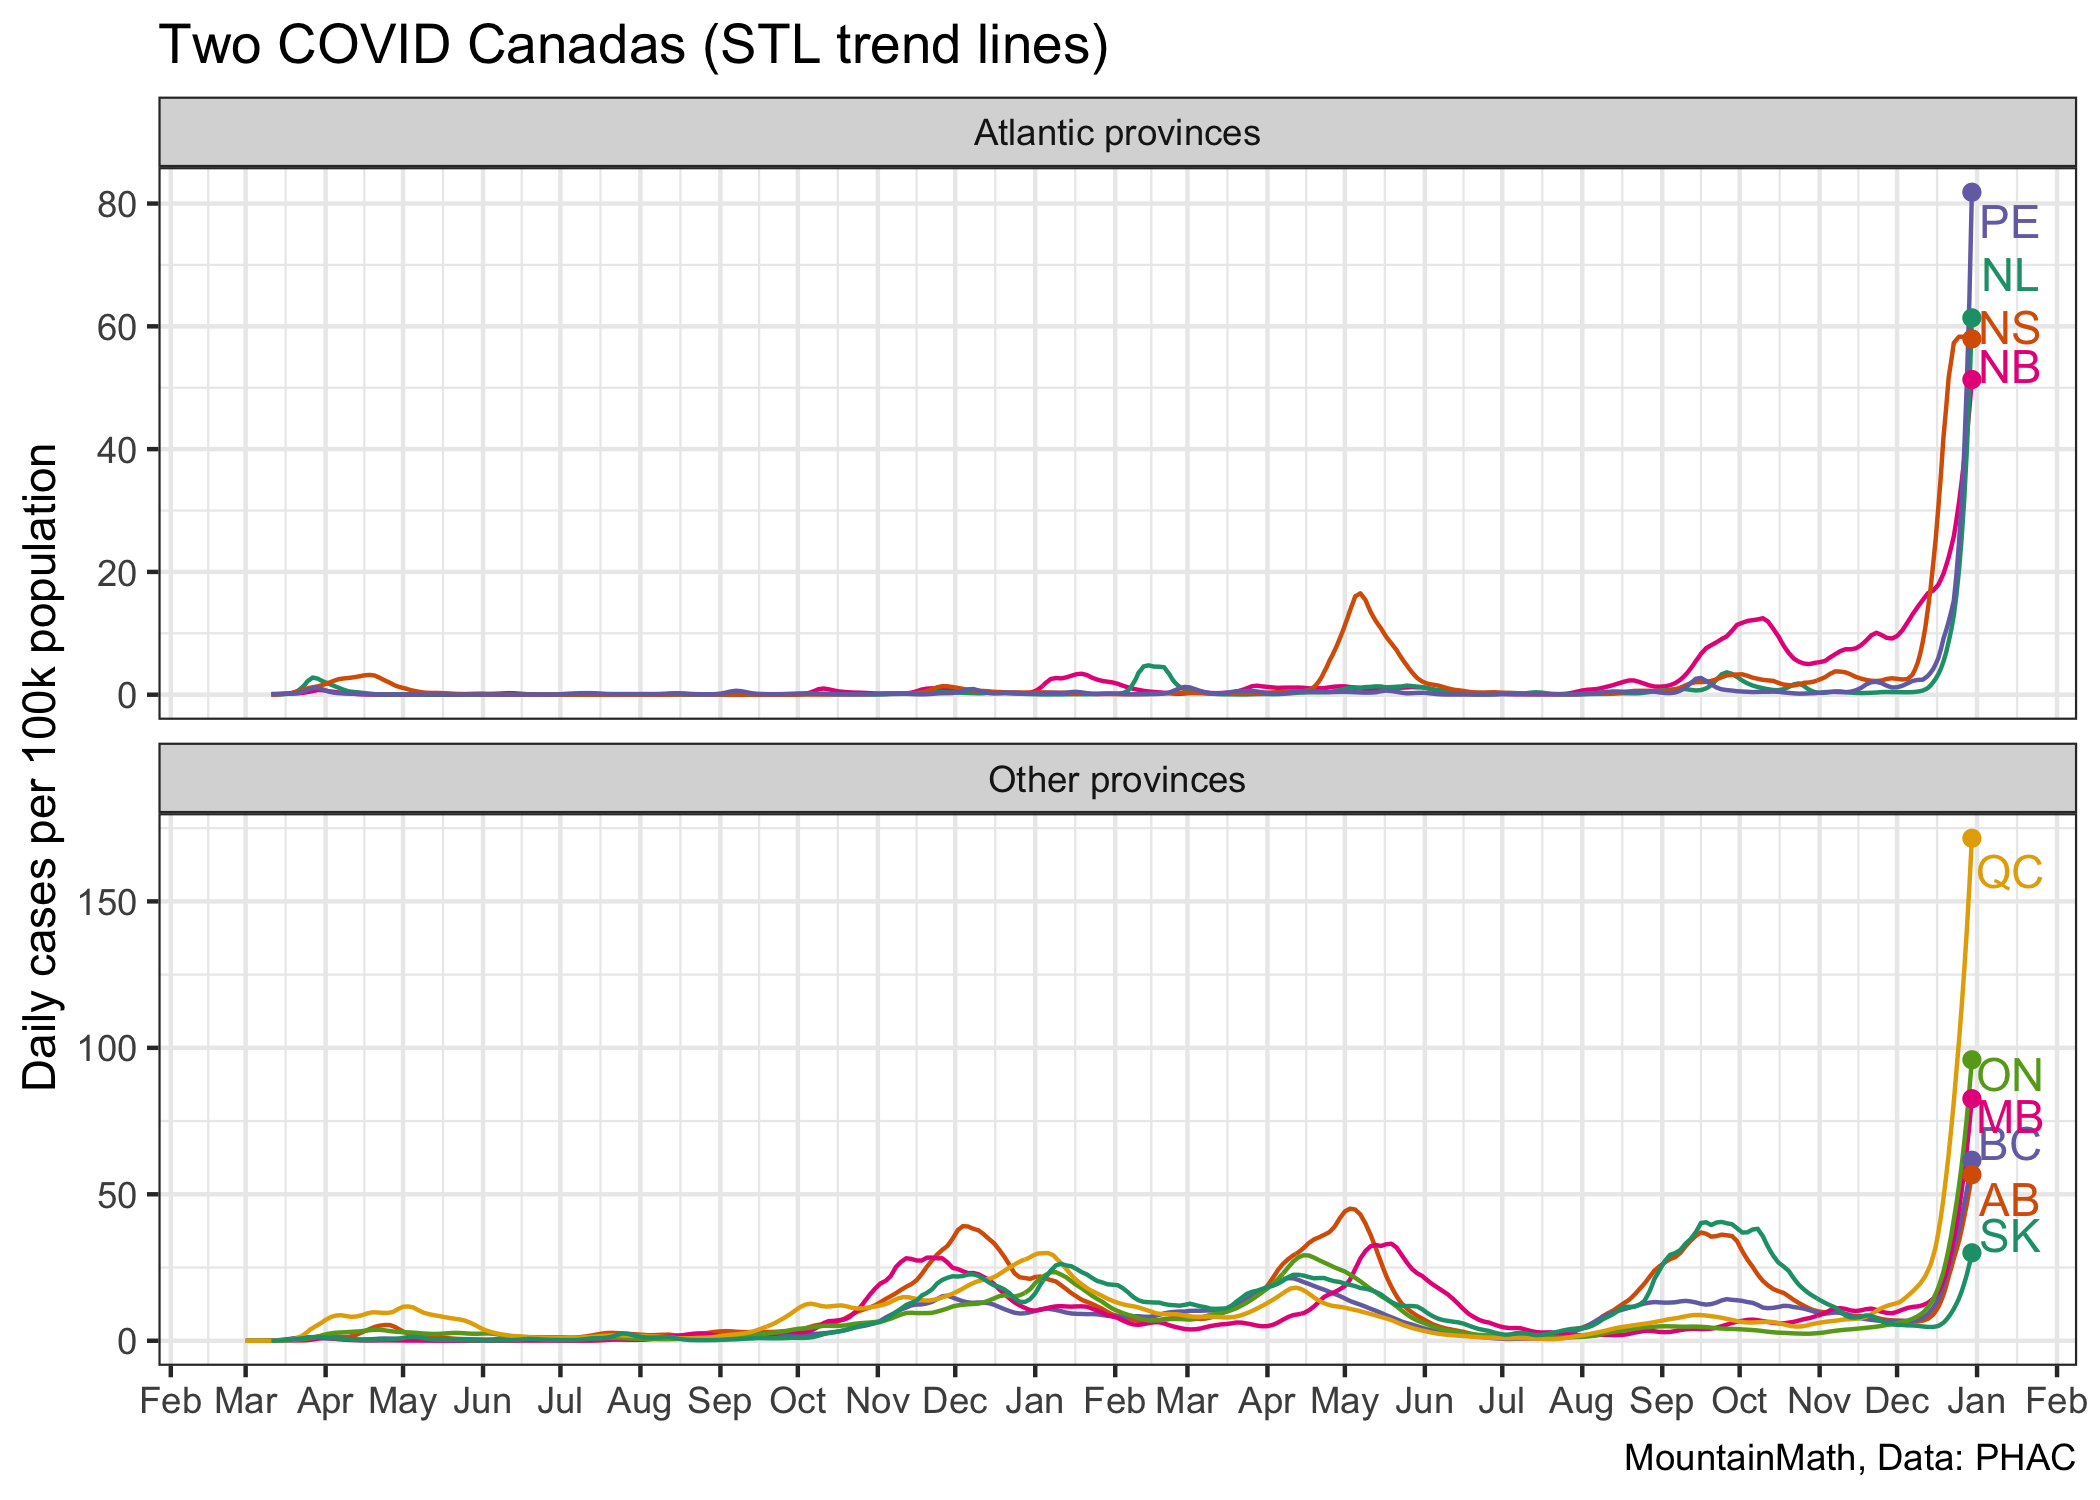 Two COVID Canadas (STL trend lines)
Atlantic provinces
80
60
40
20
0
PE
NL
NS
NB
Daily cases per 100k population
Other provinces
150
100
50
0
QC
ON
MB
BC
AB
SK
Feb Mar Apr May Jun Jul Aug Sep Oct Nov Dec Jan Feb Mar Apr May Jun Jul Aug Sep Oct Nov Dec Jan Feb
MountainMath, Data: PHAC